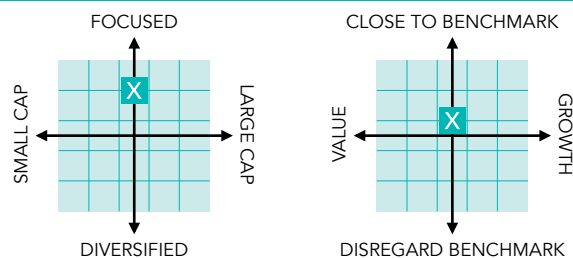 FOCUSED
SMALL CAP
X
LARGE CAP
DIVERSIFIED
CLOSE TO BENCHMARK
VALUE
X
GROWTH
DISREGARD BENCHMARK